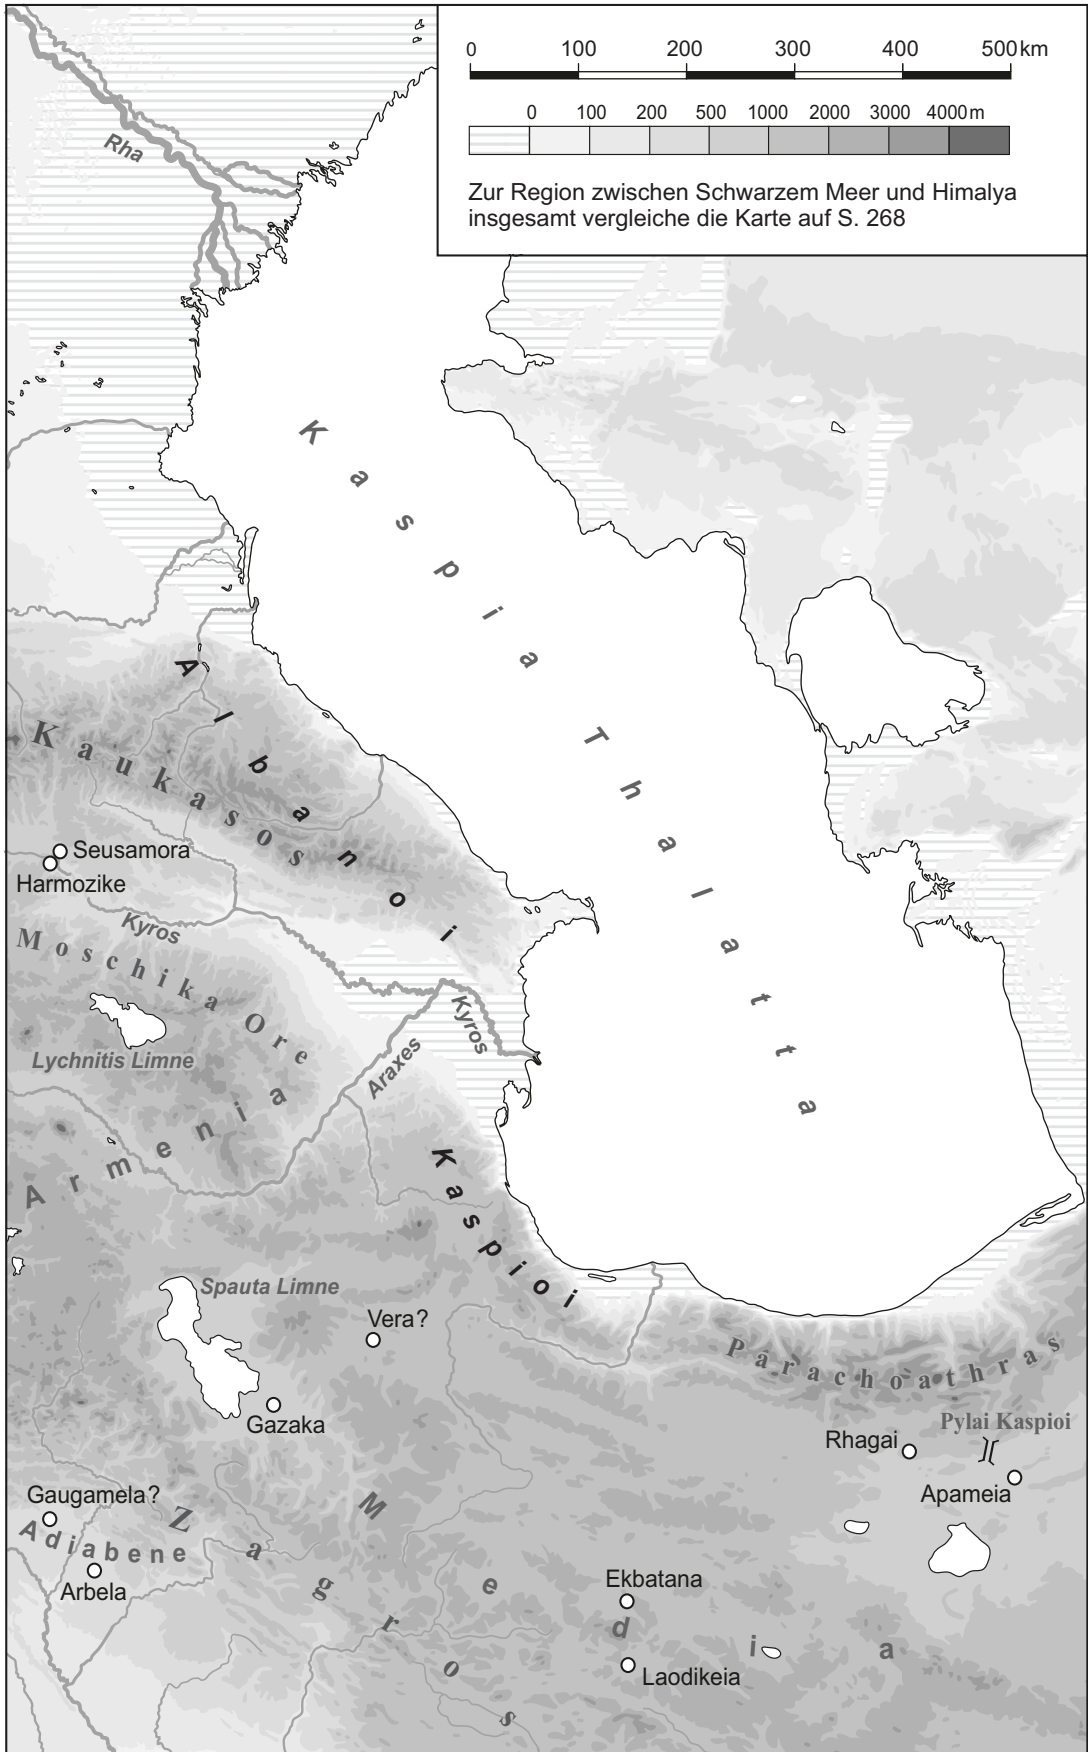 0 100 200 300 400 500 km
0 100 200 500 1000 2000 3000 4000 m
Zur Region zwischen Schwarzem Meer und Himalya
insgesamt vergleiche die Karte auf S. 268
Rha
Kaspia Thalatta
Albanoi
Kaukasos
Seusamora
Harmozike
Kyros
Moschika Ore
Kyros
Lychnitis Limne
Araxes
Armenia
Kaspioi
Spauta Limne
Vera?
Parachoathras
Gazaka
Pylai Kaspioi
Rhagai
Apameia
Gaugamela?
Zagros
Media
Adiabene
Arbela
Ekbatana
Laodikeia